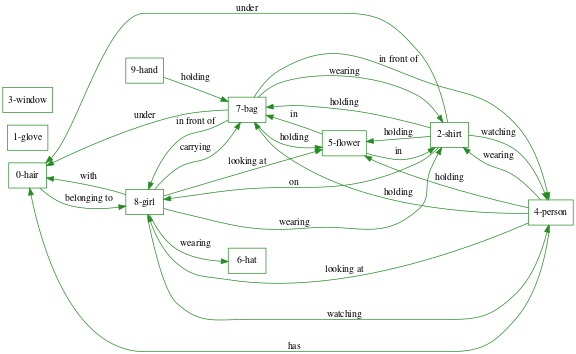 under
in front of
9-hand
holding
wearing
3-window
7-bag
holding
under
in front of
in
holding
2-shirt
watching
1-glove
carrying
holding
5-flower
wearing
0-hair
with
looking at
in
holding
belonging to
8-girl
on
holding
4-person
wearing
wearing
6-hat
looking at
watching
has